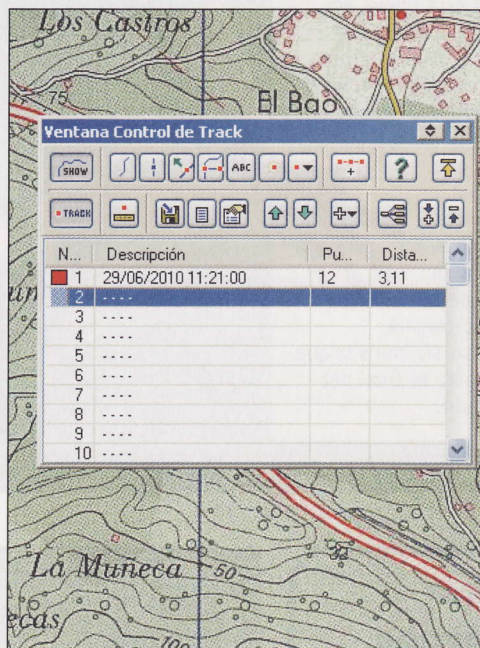 Los Castros
75
El Bao
Ventana Control de Track
SHOW
ABC
?
TRACK
N... Descripción Pu... Dista...
1 29/06/2010 11:21:00 12 3,11
2 ----
3 ----
4 ----
5 ----
6 ----
7 ----
8 ----
9 ----
10 ----
La Muñeca 50
ecas
100